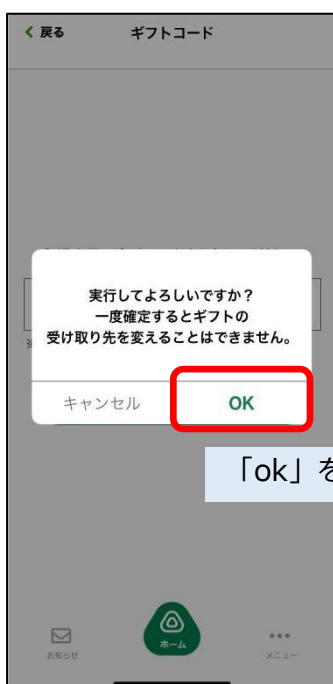 戻る ギフトコード
実行してよろしいですか？
一度確定するとギフトの
受け取り先を変えることはできません。
キャンセル OK
「ok」を
お知らせ ホーム メニュー